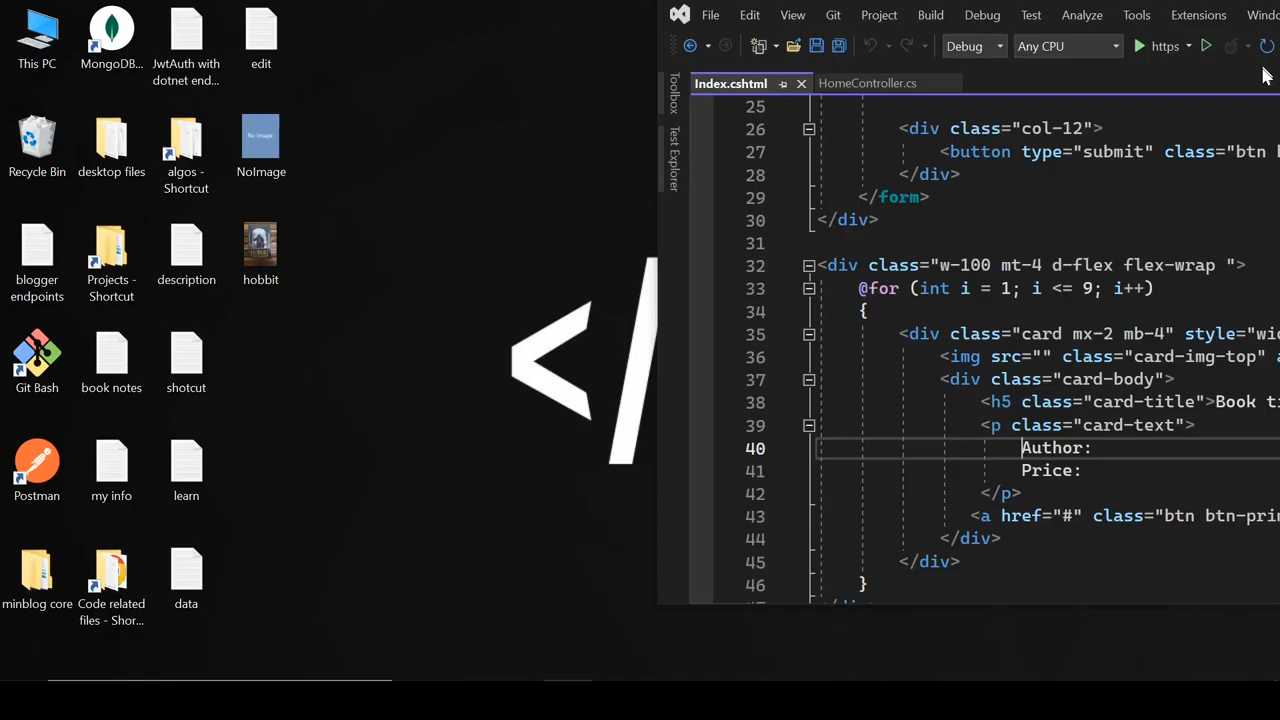 This PC
MongoDB...
JwtAuth with
dotnet end...
edit
Recycle Bin
desktop files
algos -
Shortcut
No Image
NoImage
blogger
endpoints
Projects -
Shortcut
description
hobbit
Git Bash
book notes
shotcut
Postman
my info
learn
minblog core
Code related
files - Shor...
data
</
File Edit View Git Build Debug Test Analyze Tools Extensions Windo
Debug Any CPU https
Index.cshtml HomeController.cs
Toolbox
Test Explorer
25
26 <div class="col-12">
27 <button type="submit" class="btn
28 </div>
29 </form>
30 </div>
31
32 <div class="w-100 mt-4 d-flex flex-wrap ">
33 @for (int i = 1; i <= 9; i++)
34 {
35 <div class="card mx-2 mb-4" style="wid
36 <img src="" class="card-img-top" a
37 <div class="card-body">
38 <h5 class="card-title">Book ti
39 <p class="card-text">
40 Author:
41 Price:
42 </p>
43 <a href="#" class="btn btn-prim
44 </div>
45 </div>
46 }